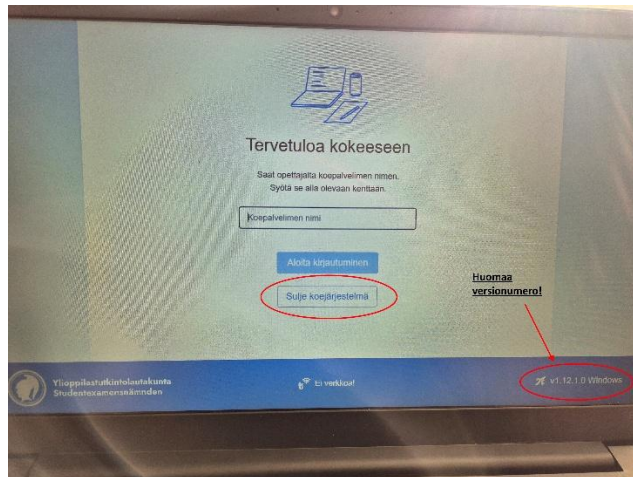 Tervetuloa kokeeseen
Saat opettajalta koepalvelimen nimen.
Syötä se alla olevaan kenttään.
Koepalvelimen nimi
Aloita kirjautuminen
Sulje koejärjestelmä
Huomaa
versionumero!
Ylioppilastutkintolautakunta
Studentexamensnämnden
Ei verkkoa!
v1.12.1.0 Windows